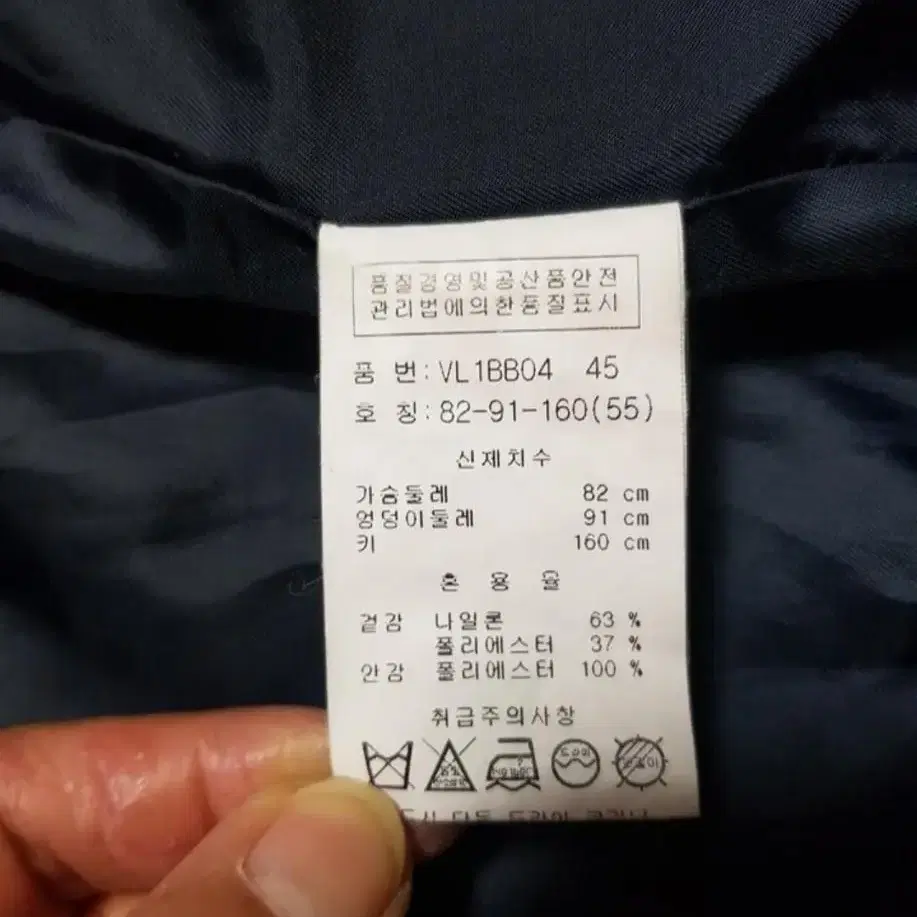 품질경영및공산품안전
관리법에의한품질표시
품 번: VL1BB04 45
호 칭: 82-91-160(55)
신체치수
가슴둘레 82 cm
엉덩이둘레 91 cm
키 160 cm
혼 용 율
겉감 나일론 63 %
폴리에스터 37 %
안감 폴리에스터 100 %
취급주의사항
드라이